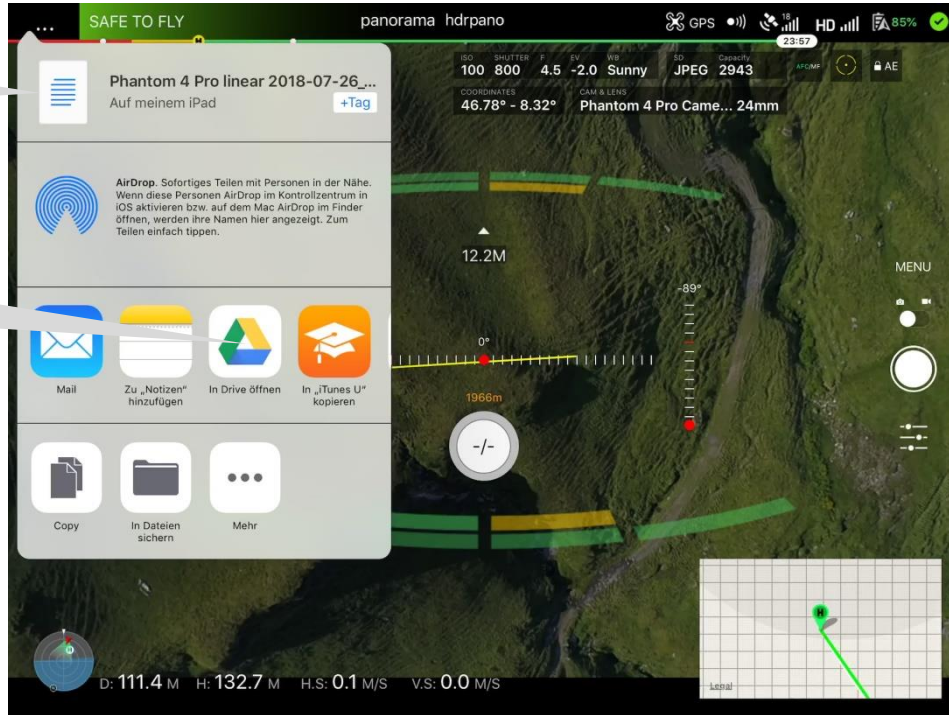 ... SAFE TO FLY panorama hdrpano GPS 18 HD 85%
23:57
H
Phantom 4 Pro linear 2018-07-26_...
Auf meinem iPad
+Tag
AirDrop. Sofortiges Teilen mit Personen in der Nähe.
Wenn diese Personen AirDrop im Kontrollzentrum in
iOS aktivieren bzw. auf dem Mac AirDrop im Finder
öffnen, werden ihre Namen hier angezeigt. Zum
Teilen einfach tippen.
Mail
Zu „Notizen"
hinzufügen
In Drive öffnen
In „iTunes U"
kopieren
Copy
In Dateien
sichern
Mehr
ISO SHUTTER F EV WB SD Capacity
100 800 4.5 -2.0 Sunny JPEG 2943
AFC/MF
AE
COORDINATES CAM & LENS
46.78° - 8.32° Phantom 4 Pro Came... 24mm
12.2M
-89°
0°
1966m
-/-
MENU
H
Legal
D: 111.4 M H: 132.7 M H.S: 0.1 M/S V.S: 0.0 M/S